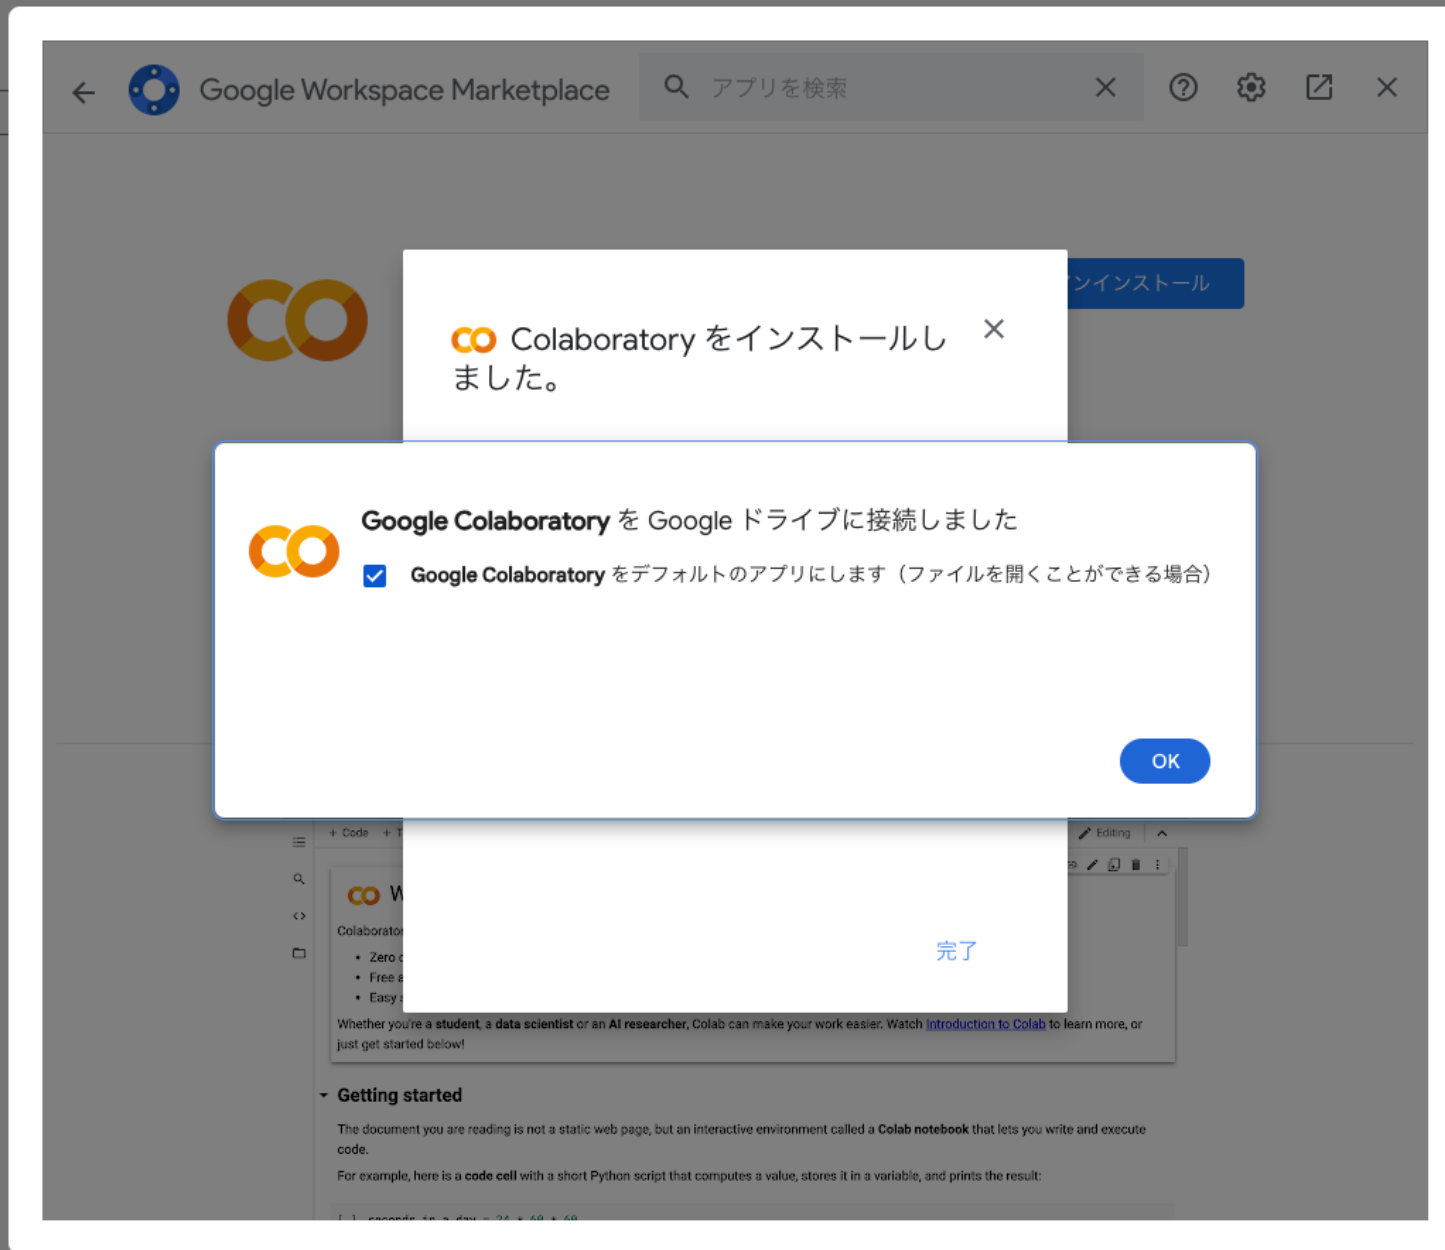 Google Workspace Marketplace
アプリを検索
ンインストール
Colaboratory をインストールし
ました。
Google Colaboratory を Google ドライブに接続しました
Google Colaboratory をデフォルトのアプリにします（ファイルを開くことができる場合）
OK
+ Code + T
Editing
W
Colaborato
• Zero
• Free
• Easy
完了
Whether you're a student, a data scientist or an AI researcher, Colab can make your work easier. Watch Introduction to Colab to learn more, or
just get started below!
Getting started
The document you are reading is not a static web page, but an interactive environment called a Colab notebook that lets you write and execute
code.
For example, here is a code cell with a short Python script that computes a value, stores it in a variable, and prints the result:
[ ] seconds in a day = 24 * 60 * 60